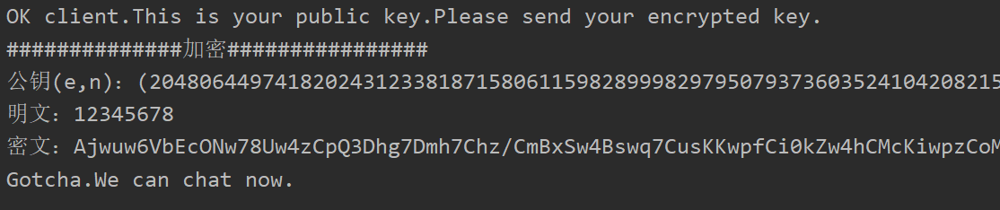 OK client.This is your public key.Please send your encrypted key.
##############加密################
公钥(e,n)：(20480644974182024312338187158061159828999829795079373603524104208215
明文：12345678
密文：Ajwuw6VbEcONw78Uw4zCpQ3Dhg7Dmh7Chz/CmBxSw4Bswq7CusKKwpfCi0kZw4hCMcKiwpzCoM
Gotcha.We can chat now.